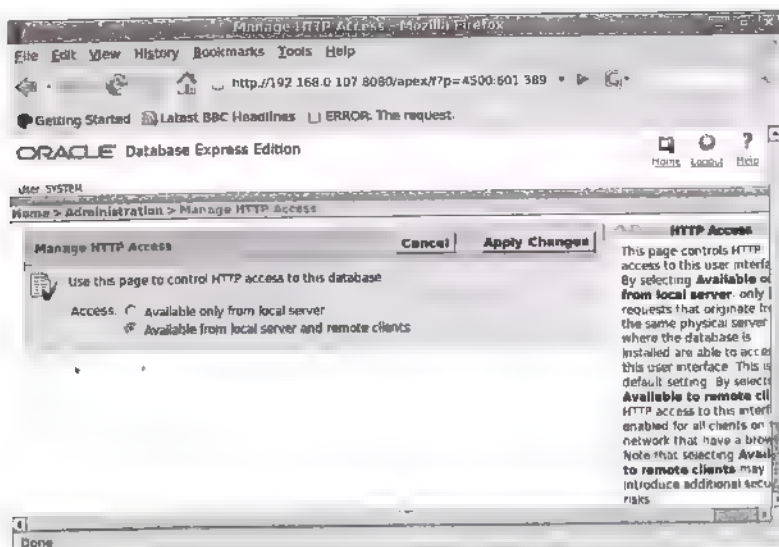 Manage HTTP Access - Mozilla Firefox
File Edit View History Bookmarks Tools Help
http://192.168.0.107:8080/apex/f?p=4500:601:389
Getting Started Latest BBC Headlines ERROR: The request.
ORACLE Database Express Edition
Home Logout Help
User SYSTEM
Home > Administration > Manage HTTP Access
Manage HTTP Access
Cancel Apply Changes
Use this page to control HTTP access to this database
Access. Available only from local server
Available from local server and remote clients
HTTP Access
This page controls HTTP
access to this user interfa
By selecting Available o
from local server, only
requests that originate fr
the same physical server
where the database is
installed are able to acce
this user interface This is
default setting By select
Available to remote cli
HTTP access to this interf
enabled for all clients on
network that have a brow
Note that selecting Avail
to remote clients may
introduce additional secu
risks
Done